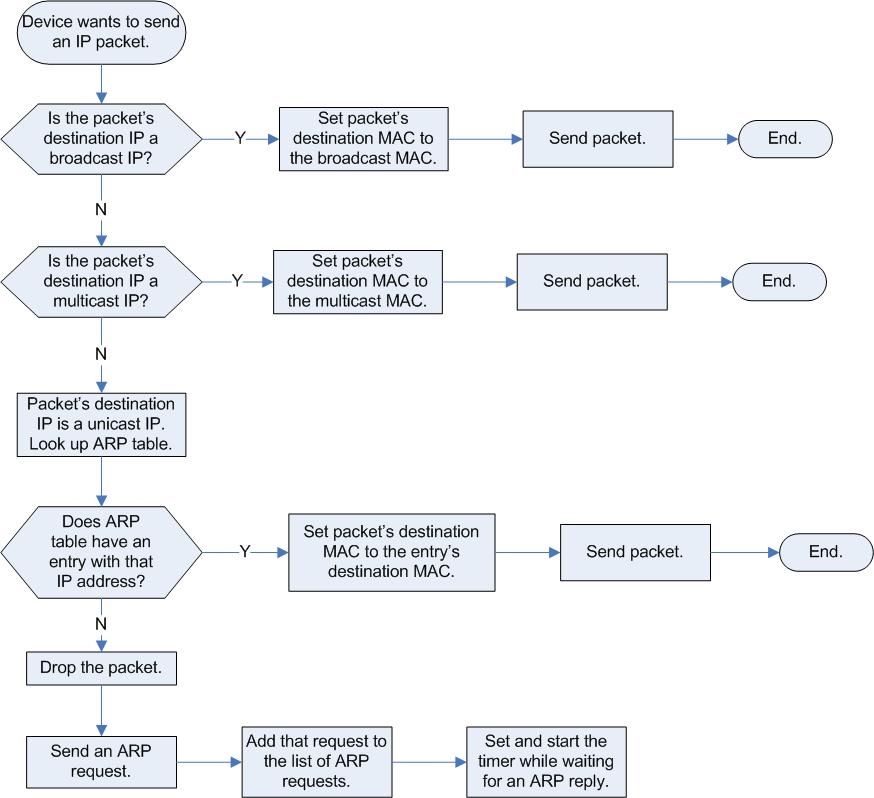 Device wants to send
an IP packet.
Is the packet's
destination IP a
broadcast IP?
Y
Set packet's
destination MAC to
the broadcast MAC.
Send packet.
End.
N
Is the packet's
destination IP a
multicast IP?
Y
Set packet's
destination MAC to
the multicast MAC.
Send packet.
End.
N
Packet's destination
IP is a unicast IP.
Look up ARP table.
Does ARP
table have an
entry with that
IP address?
Y
Set packet's destination
MAC to the entry's
destination MAC.
Send packet.
End.
N
Drop the packet.
Send an ARP
request.
Add that request to
the list of ARP
requests.
Set and start the
timer while waiting
for an ARP reply.